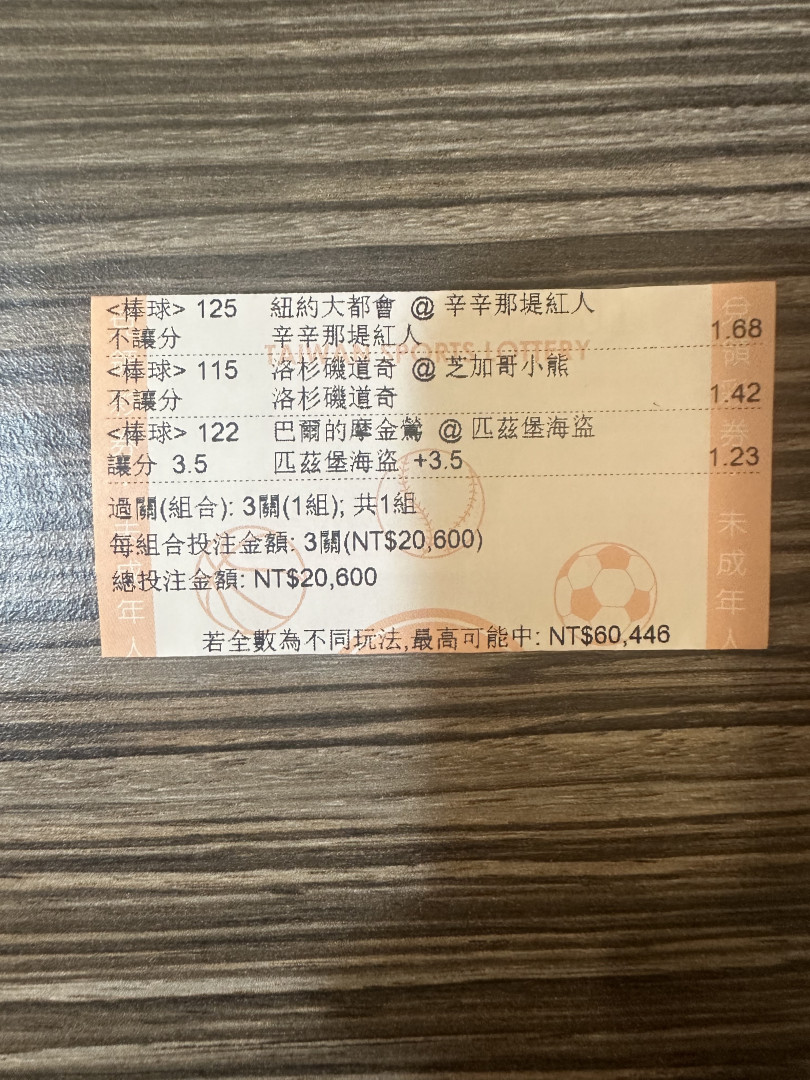 <棒球> 125 紐約大都會 @ 辛辛那堤紅人
不讓分 辛辛那堤紅人 1.68
TAIWAN SPORTS LOTTERY
<棒球> 115 洛杉磯道奇 @ 芝加哥小熊
不讓分 洛杉磯道奇 1.42
<棒球> 122 巴爾的摩金鶯 @ 匹茲堡海盜
讓分 3.5 匹茲堡海盜 +3.5 1.23
過關(組合): 3關(1組); 共1組
每組合投注金額: 3關(NT$20,600)
總投注金額: NT$20,600
若全數為不同玩法,最高可能中: NT$60,446
券 未成年人
年人